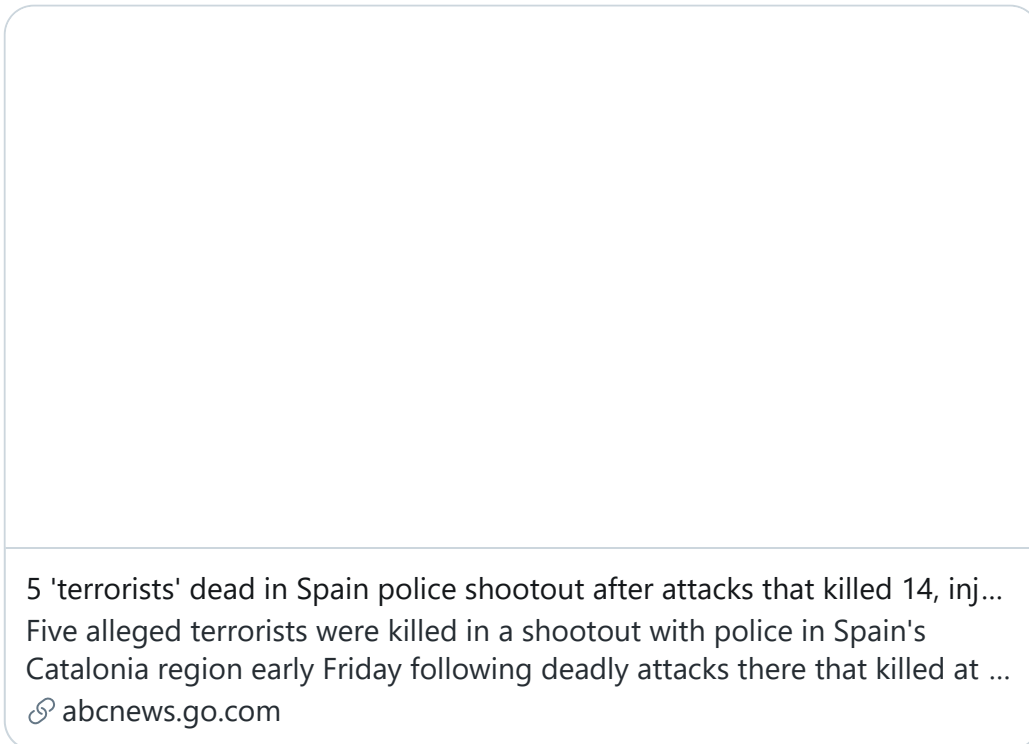 5 'terrorists' dead in Spain police shootout after attacks that killed 14, inj...
Five alleged terrorists were killed in a shootout with police in Spain's
Catalonia region early Friday following deadly attacks there that killed at ...
abcnews.go.com